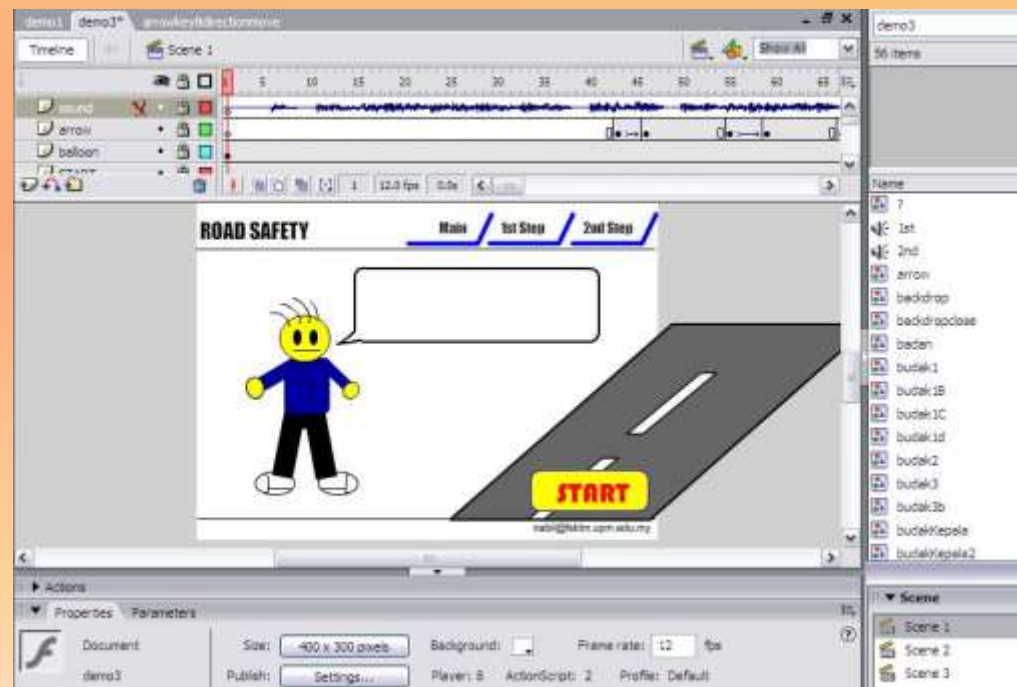 demo1 demo3* arrowkey8directionmove
Timeline Scene 1 Show All
5 10 15 20 25 30 35 40 45 50 55 60 65
sound
arrow
balloon
START
1 12.0 fps 0.0s
ROAD SAFETY Main 1st Step 2nd Step
START
Actions
Properties Parameters
Document Size: 400 x 300 pixels Background: Frame rate: 12 fps
demo3 Publish: Settings... Player: 8 ActionScript: 2 Profile: Default
demo3
56 items
Name
?
1st
2nd
arrow
backdrop
backdropclose
badan
budak1
budak1B
budak1C
budak1d
budak2
budak3
budak3b
budakKepala
budakKepala2
Scene
Scene 1
Scene 2
Scene 3